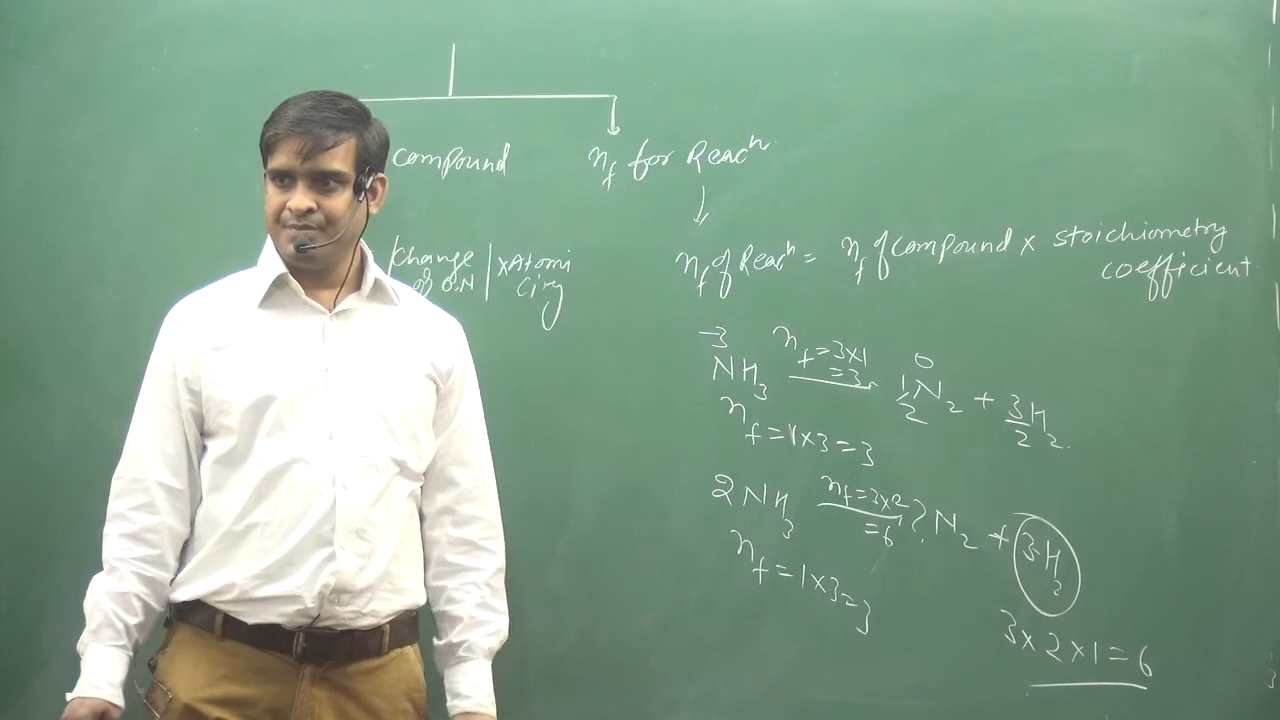 compound
n_f for Reacⁿ
|change of O.N| × Atomicity
n_f of Reacⁿ = n_f of compound × stoichiometry coefficient
-3 n_f = 3×1 0
NH₃ = 3 1/2 N₂ + 3/2 H₂
n_f = 1×3 = 3
2NH₃ n_f = 3×2 = 6 ? N₂ + 3H₂
n_f = 1×3 = 3
3×2×1 = 6